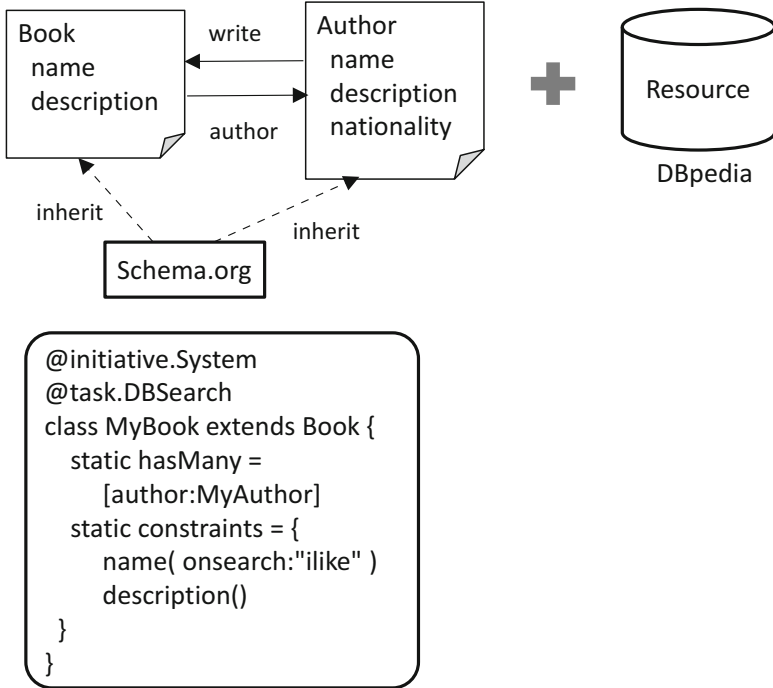 Book
name
description
write
author
Author
name
description
nationality
Resource
DBpedia
inherit
inherit
Schema.org
@initiative.System
@task.DBSearch
class MyBook extends Book {
static hasMany =
[author:MyAuthor]
static constraints = {
name( onsearch:"ilike" )
description()
}
}